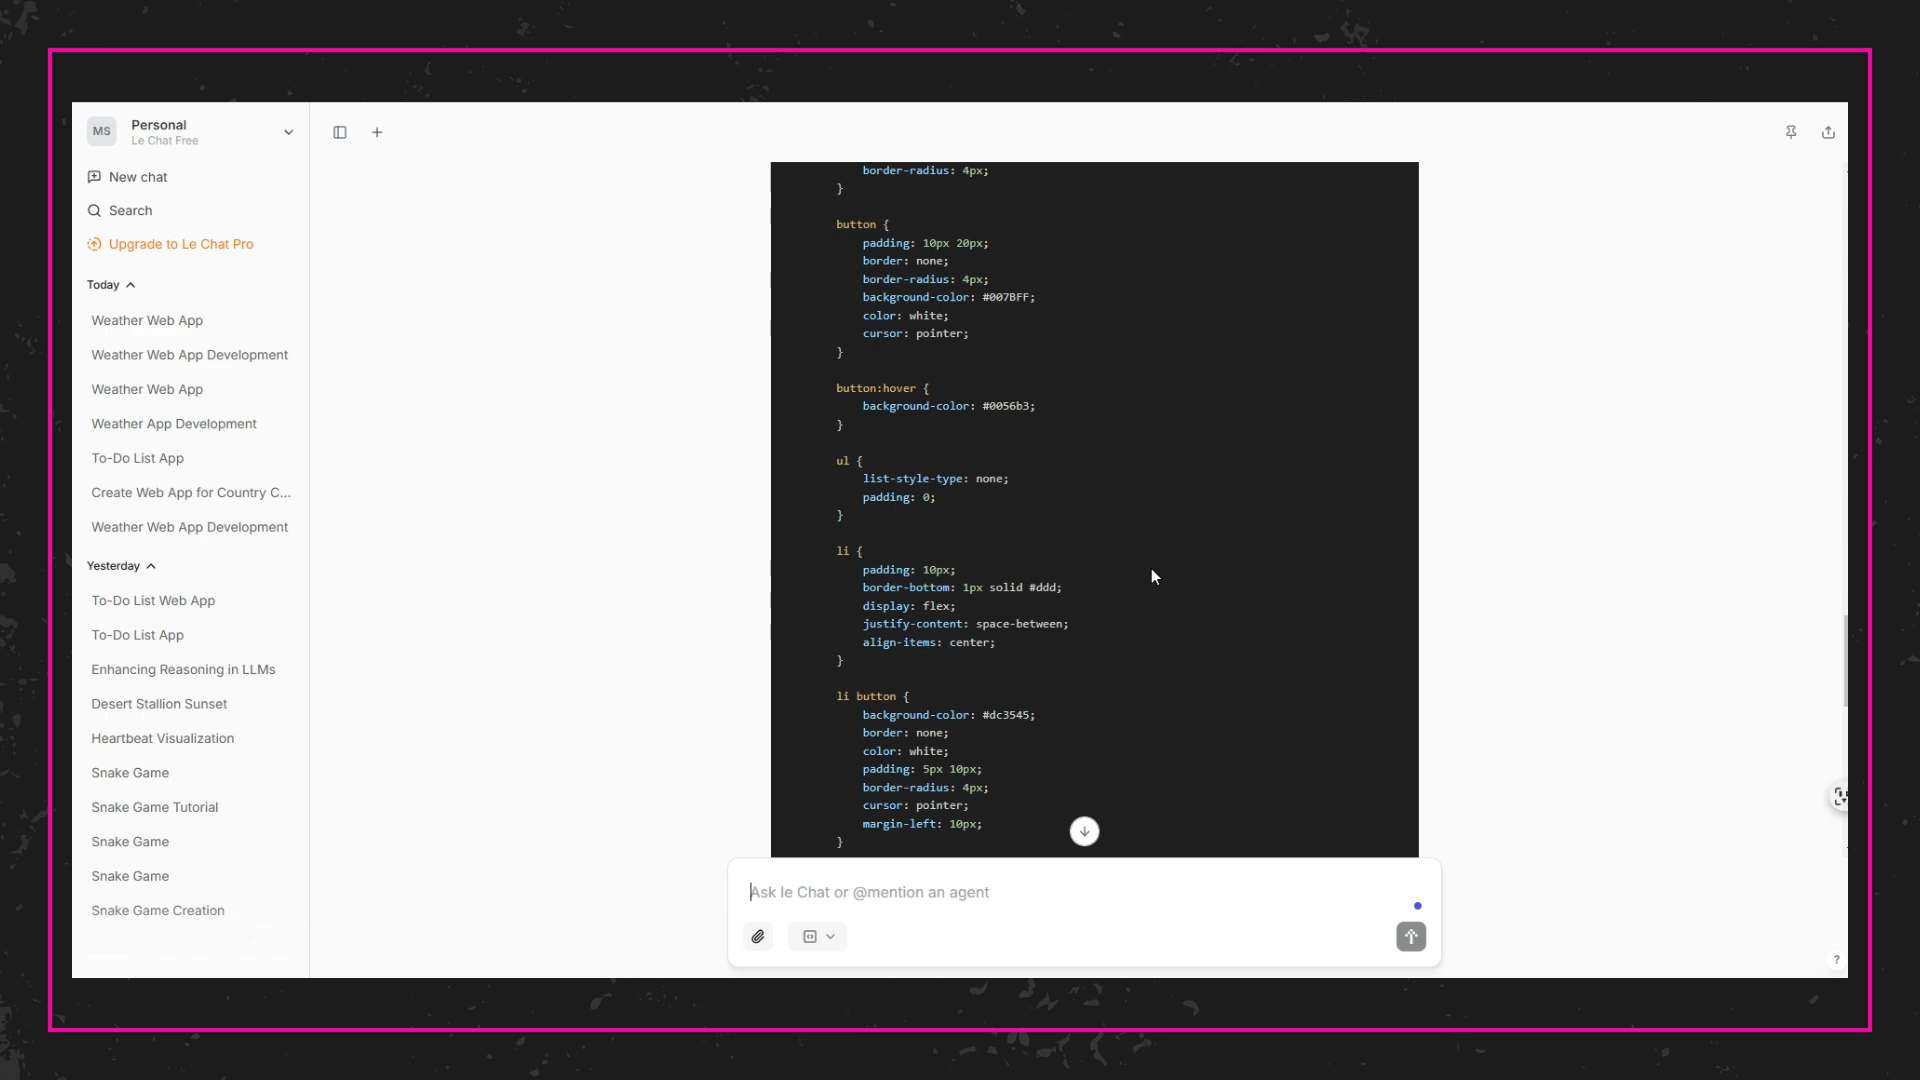 MS
Personal
Le Chat Free
New chat
Search
Upgrade to Le Chat Pro
Today
Weather Web App
Weather Web App Development
Weather Web App
Weather App Development
To-Do List App
Create Web App for Country C...
Weather Web App Development
Yesterday
To-Do List Web App
To-Do List App
Enhancing Reasoning in LLMs
Desert Stallion Sunset
Heartbeat Visualization
Snake Game
Snake Game Tutorial
Snake Game
Snake Game
Snake Game Creation
border-radius: 4px;
}
button {
padding: 10px 20px;
border: none;
border-radius: 4px;
background-color: #007BFF;
color: white;
cursor: pointer;
}
button:hover {
background-color: #0056b3;
}
ul {
list-style-type: none;
padding: 0;
}
li {
padding: 10px;
border-bottom: 1px solid #ddd;
display: flex;
justify-content: space-between;
align-items: center;
}
li button {
background-color: #dc3545;
border: none;
color: white;
padding: 5px 10px;
border-radius: 4px;
cursor: pointer;
margin-left: 10px;
}
Ask le Chat or @mention an agent
?